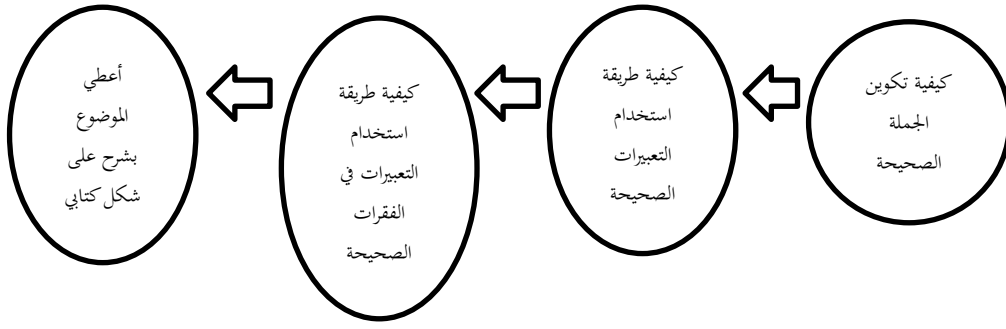 كيفية تكوين
الجملة
الصحيحة
كيفية طريقة
استخدام
التعبيرات
الصحيحة
كيفية طريقة
استخدام
التعبيرات في
الفقرات
الصحيحة
أعطي
الموضوع
بشرح على
شكل كتابي